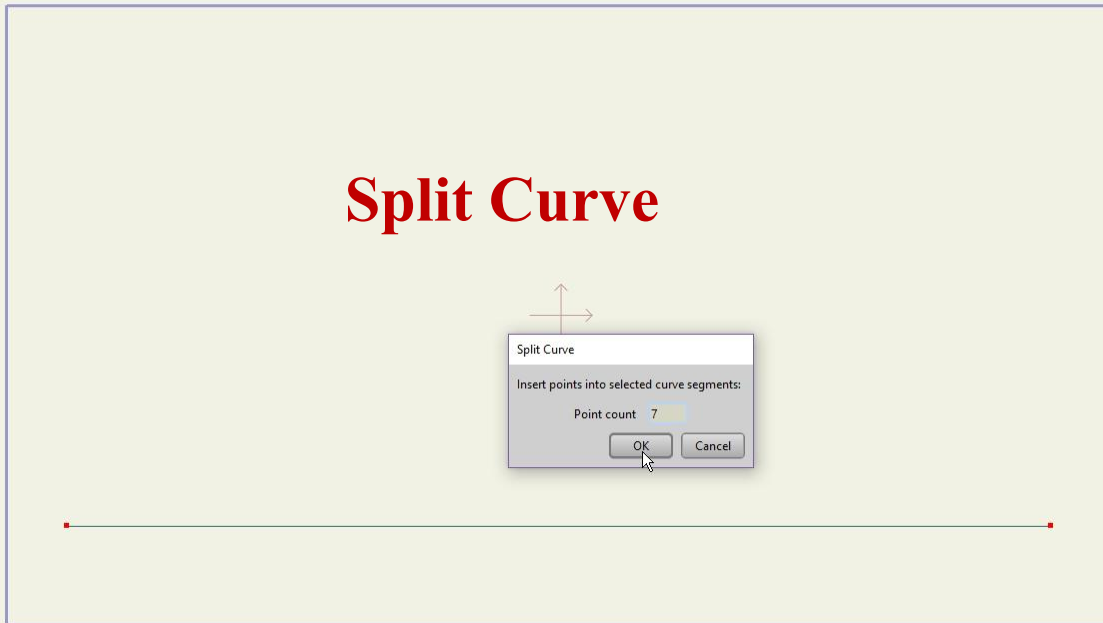 Split Curve
Split Curve
Insert points into selected curve segments:
Point count 7
OK Cancel